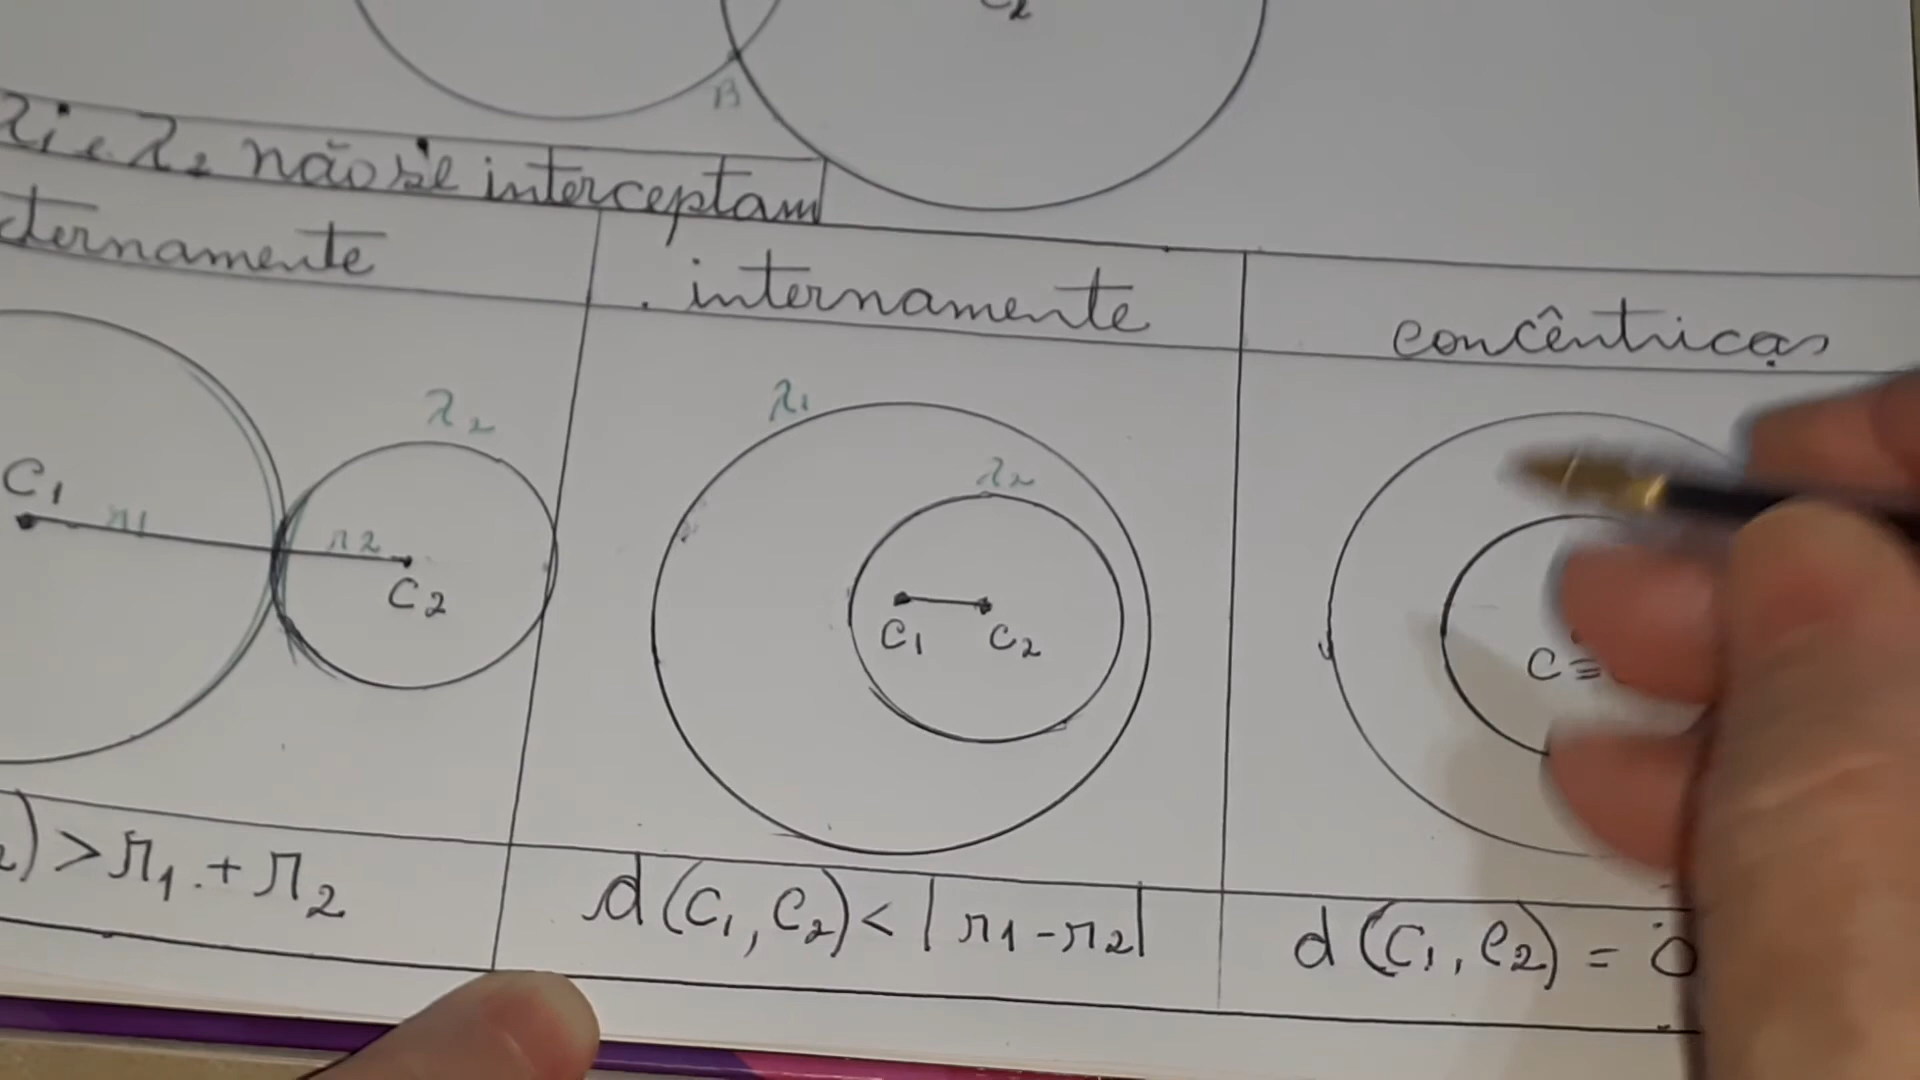 C₂
B
λ₁ e λ₂ não se interceptam
ternamente
internamente
concêntricas
λ₂
C₁
r₁
r₂
C₂
λ₁
λ₂
C₁ C₂
C≡
) > r₁ + r₂
d(C₁, C₂) < |r₁ - r₂|
d(C₁, C₂) = 0